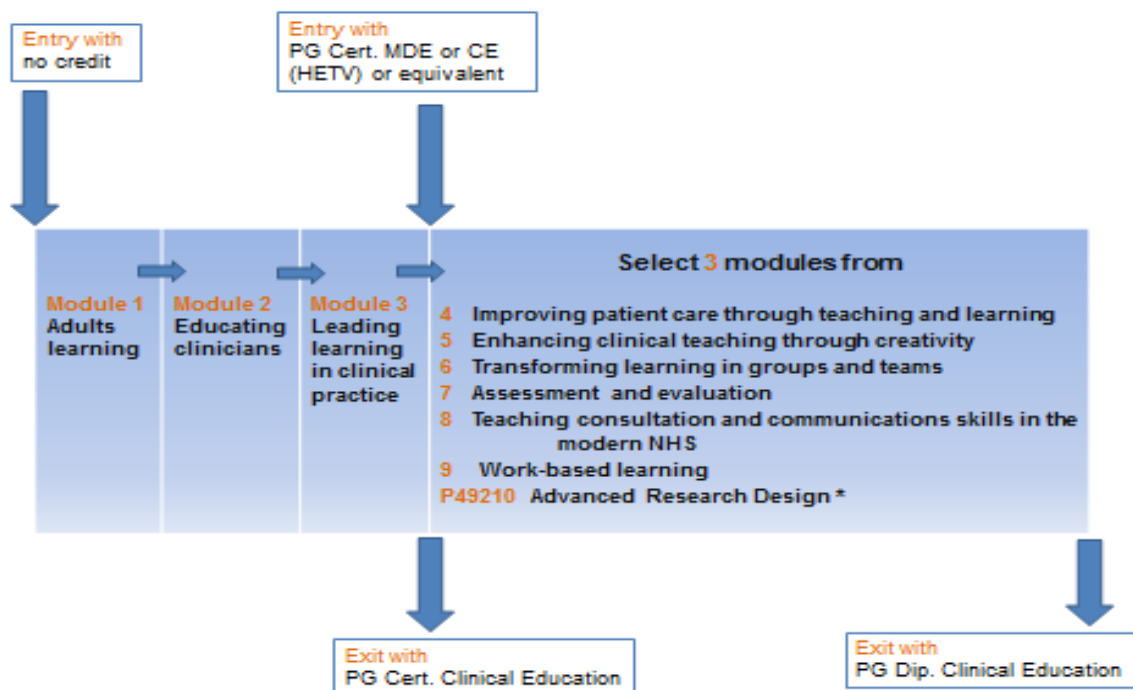 Entry with
no credit
Entry with
PG Cert. MDE or CE
(HETV) or equivalent
Module 1
Adults
learning
Module 2
Educating
clinicians
Module 3
Leading
learning
in clinical
practice
Select 3 modules from
4 Improving patient care through teaching and learning
5 Enhancing clinical teaching through creativity
6 Transforming learning in groups and teams
7 Assessment and evaluation
8 Teaching consultation and communications skills in the
modern NHS
9 Work-based learning
P49210 Advanced Research Design *
Exit with
PG Cert. Clinical Education
Exit with
PG Dip. Clinical Education